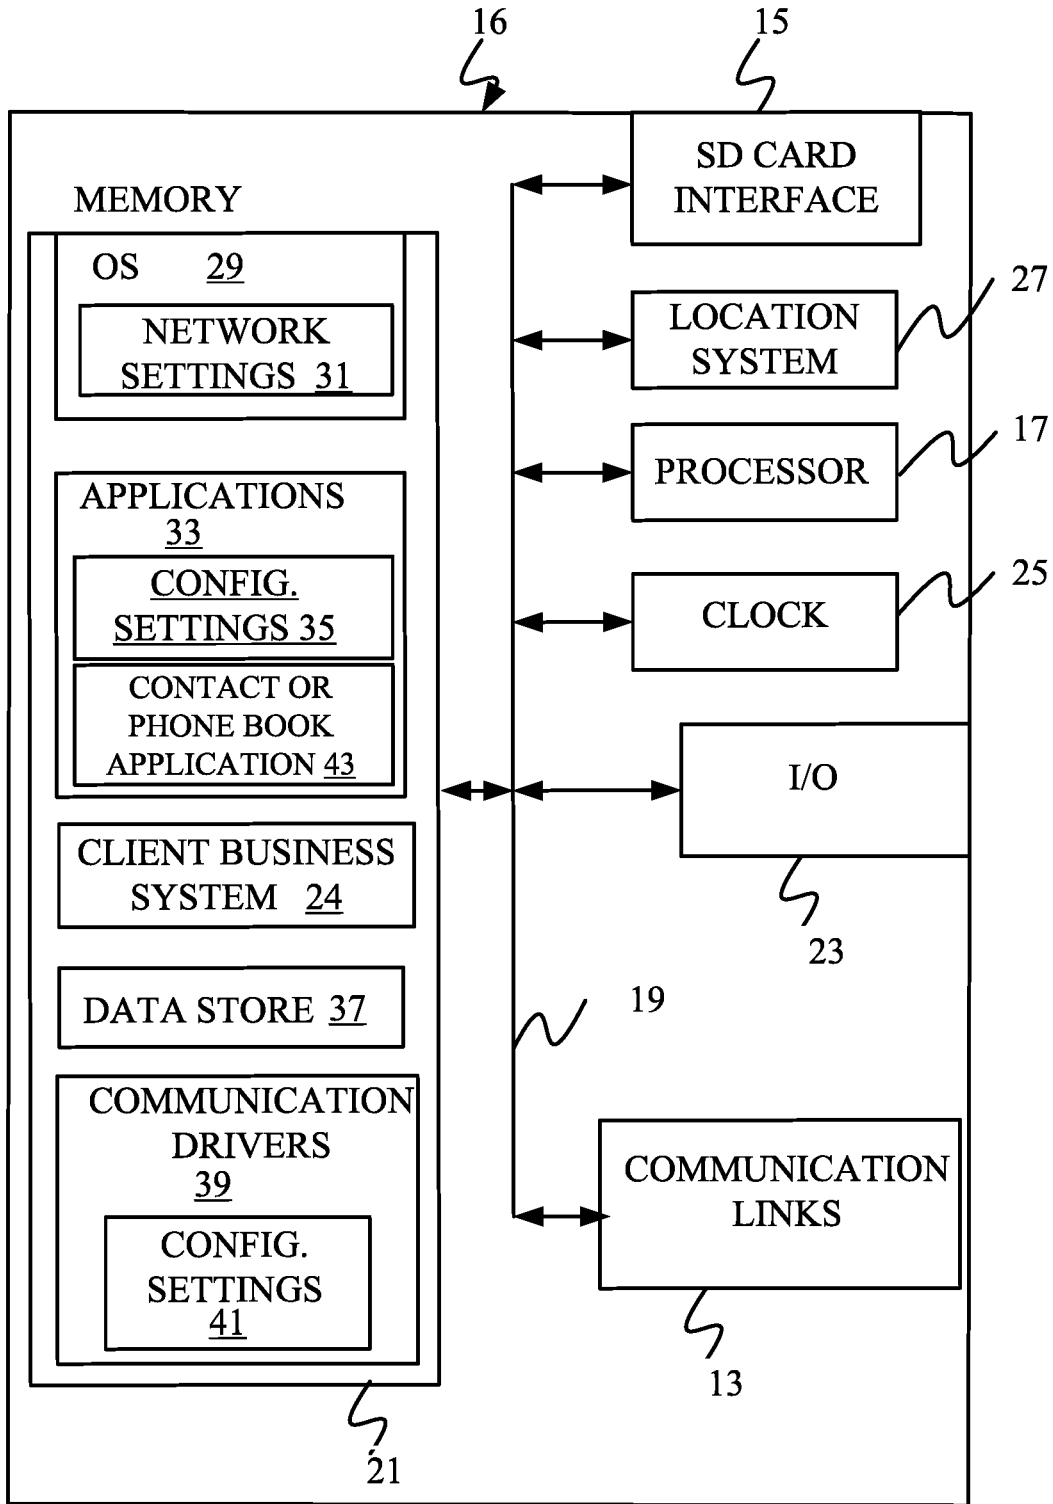 16
15
SD CARD
INTERFACE
MEMORY
OS 29
NETWORK
SETTINGS 31
LOCATION
SYSTEM
27
PROCESSOR
17
APPLICATIONS
33
CONFIG.
SETTINGS 35
CONTACT OR
PHONE BOOK
APPLICATION 43
CLOCK
25
I/O
23
CLIENT BUSINESS
SYSTEM 24
DATA STORE 37
19
COMMUNICATION
DRIVERS
39
CONFIG.
SETTINGS
41
COMMUNICATION
LINKS
13
21